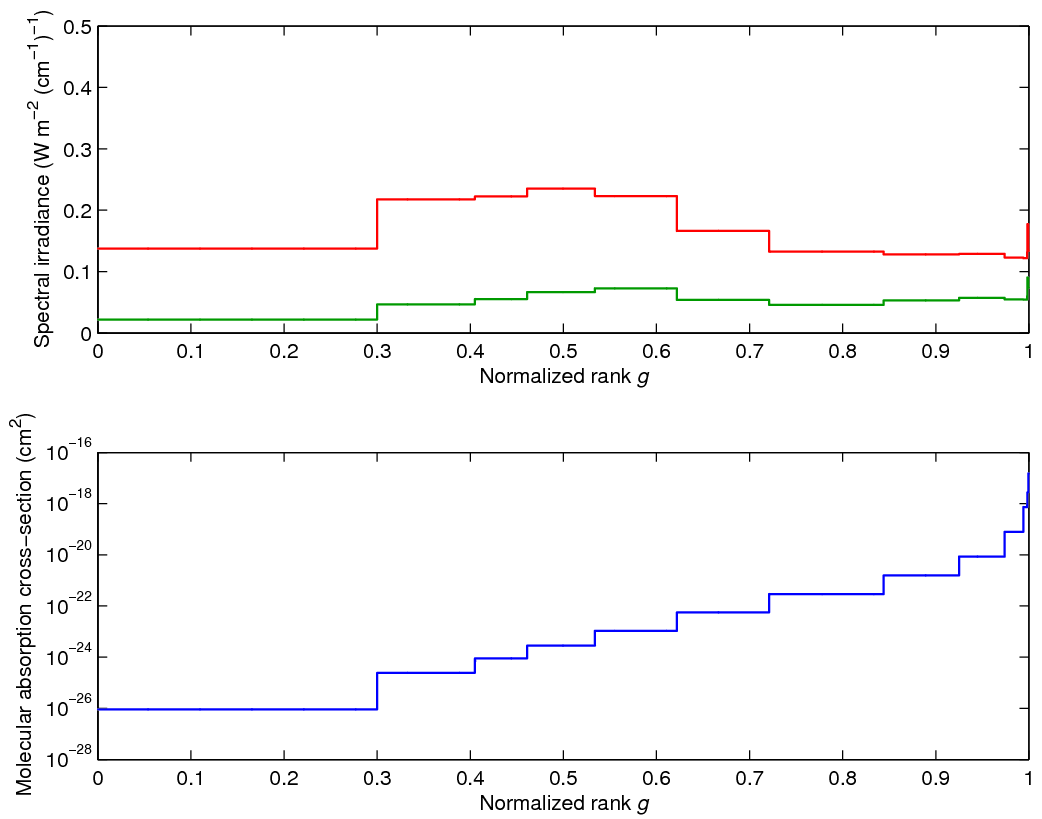 Spectral irradiance (W m−2 (cm−1)−1)
0.5
0.4
0.3
0.2
0.1
0
0 0.1 0.2 0.3 0.4 0.5 0.6 0.7 0.8 0.9 1
Normalized rank g
Molecular absorption cross−section (cm2)
10−16
10−18
10−20
10−22
10−24
10−26
10−28
0 0.1 0.2 0.3 0.4 0.5 0.6 0.7 0.8 0.9 1
Normalized rank g